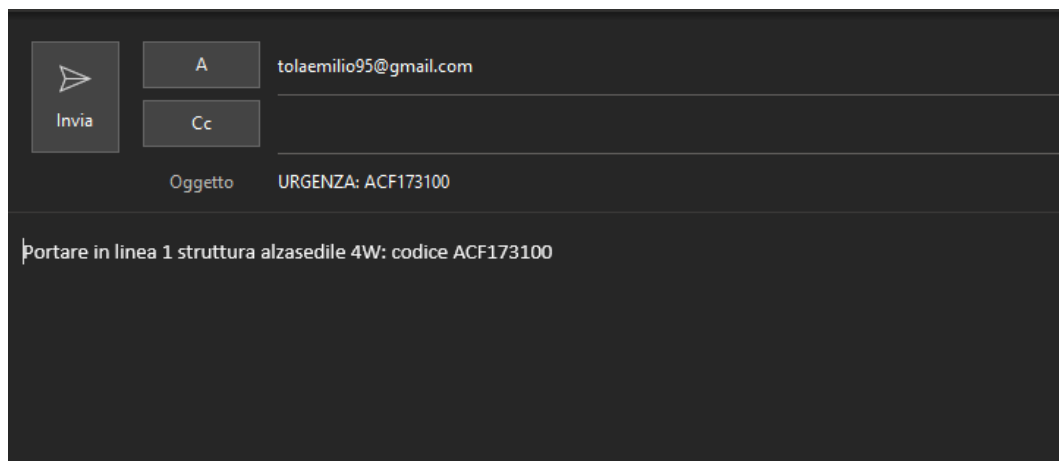 A
tolaemilio95@gmail.com
Invia
Cc
Oggetto
URGENZA: ACF173100
Portare in linea 1 struttura alzasedile 4W: codice ACF173100